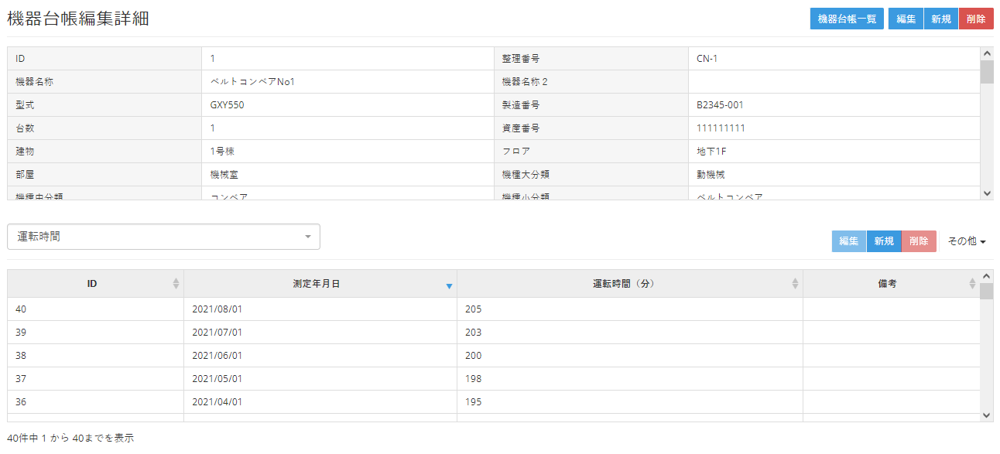 機器台帳編集詳細
機器台帳一覧 編集 新規 削除
ID 1 整理番号 CN-1
機器名称 ベルトコンベアNo1 機器名称２
型式 GXY550 製造番号 B2345-001
台数 1 資産番号 111111111
建物 1号棟 フロア 地下1F
部屋 機械室 機種大分類 動機械
機種中分類 コンベア 機種小分類 ベルトコンベア
運転時間
編集 新規 削除 その他
ID 測定年月日 運転時間（分） 備考
40 2021/08/01 205
39 2021/07/01 203
38 2021/06/01 200
37 2021/05/01 198
36 2021/04/01 195
40件中 1 から 40までを表示